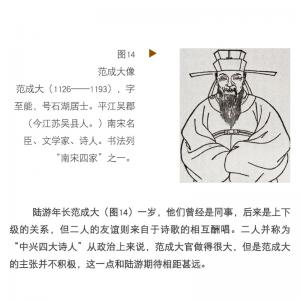 图14
范成大像
范成大（1126——1193），字
至能，号石湖居士。平江吴郡
（今江苏吴县人。）南宋名
臣、文学家、诗人。书法列
“南宋四家”之一。
陆游年长范成大（图14）一岁，他们曾经是同事，后来是上下
级的关系，但二人的友谊则来自于诗歌的相互酬唱。二人并称为
“中兴四大诗人”从政治上来说，范成大官做得很大，但是范成大
的主张并不积极，这一点和陆游期待相距甚远。